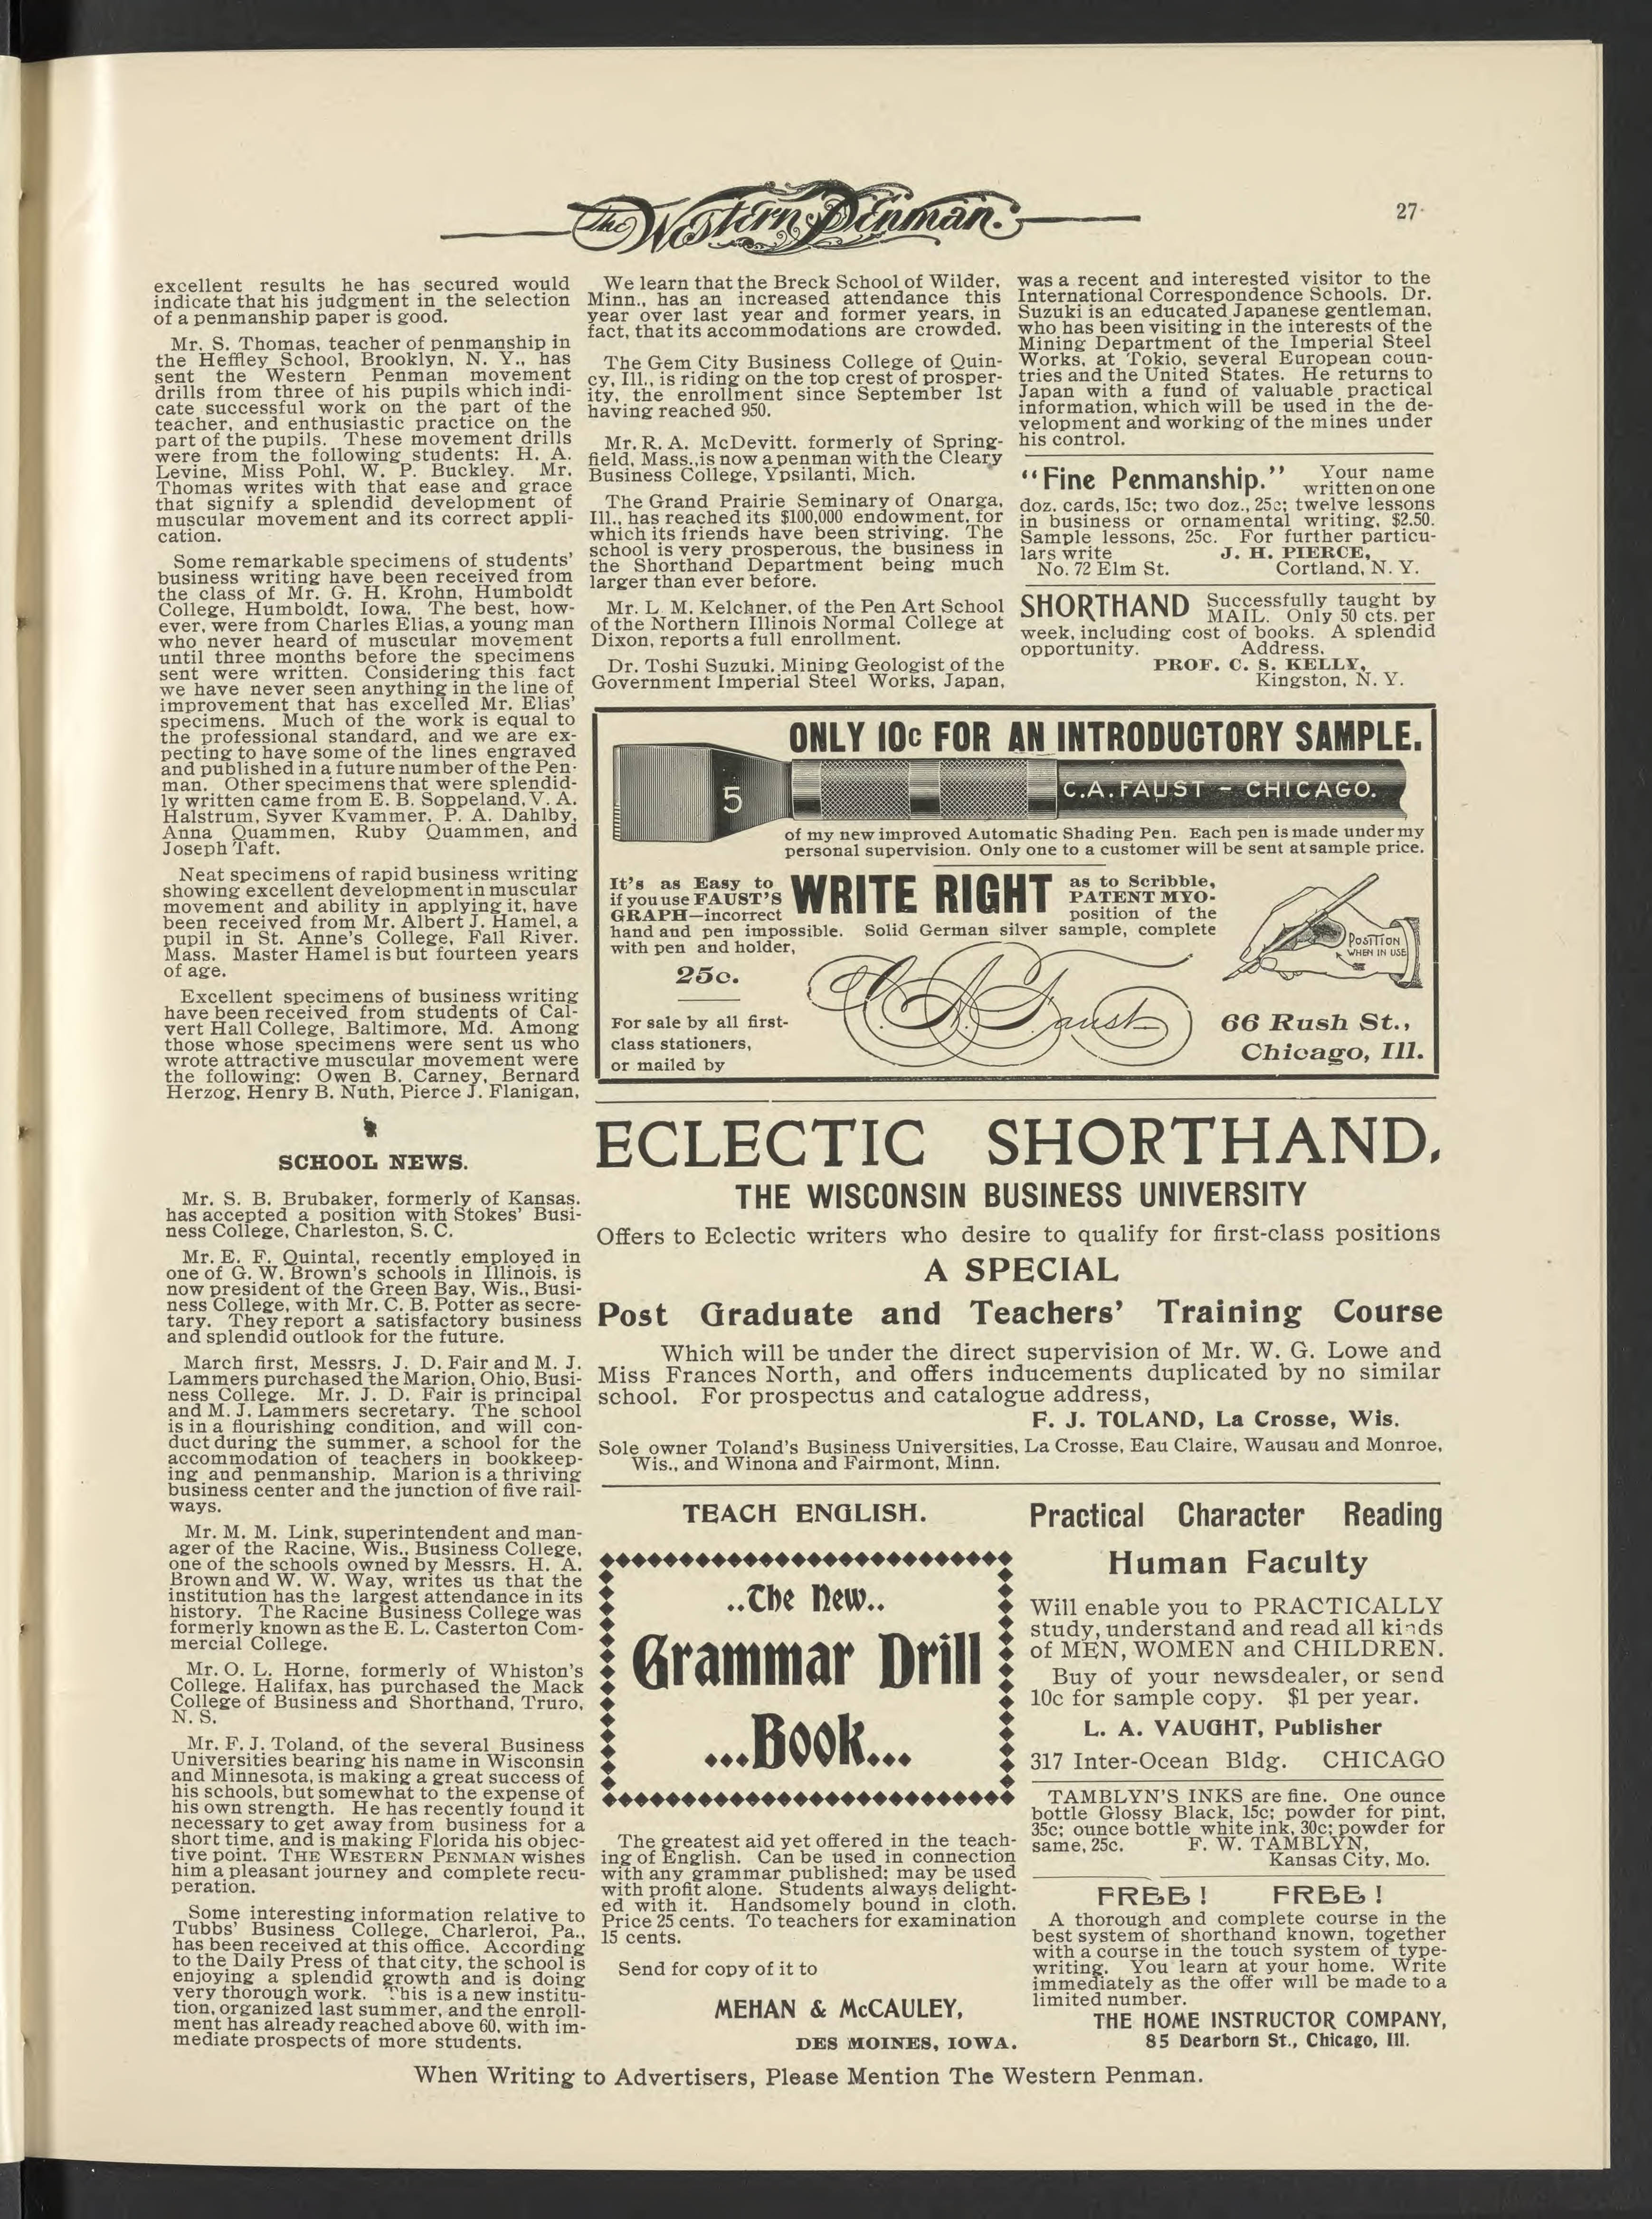 The Western Penman.
27
excellent results he has secured would
indicate that his judgment in the selection
of a penmanship paper is good.
Mr. S. Thomas, teacher of penmanship in
the Heffley School, Brooklyn, N. Y., has
sent the Western Penman movement
drills from three of his pupils which indi-
cate successful work on the part of the
teacher, and enthusiastic practice on the
part of the pupils. These movement drills
were from the following students: H. A.
Levine, Miss Pohl, W. P. Buckley. Mr.
Thomas writes with that ease and grace
that signify a splendid development of
muscular movement and its correct appli-
cation.
Some remarkable specimens of students'
business writing have been received from
the class of Mr. G. H. Krohn, Humboldt
College, Humboldt, Iowa. The best, how-
ever, were from Charles Elias, a young man
who never heard of muscular movement
until three months before the specimens
sent were written. Considering this fact
we have never seen anything in the line of
improvement that has excelled Mr. Elias'
specimens. Much of the work is equal to
the professional standard, and we are ex-
pecting to have some of the lines engraved
and published in a future number of the Pen-
man. Other specimens that were splendid-
ly written came from E. B. Soppeland, V. A.
Halstrum, Syver Kvammer, P. A. Dahlby,
Anna Quammen, Ruby Quammen, and
Joseph Taft.
Neat specimens of rapid business writing
showing excellent development in muscular
movement and ability in applying it, have
been received from Mr. Albert J. Hamel, a
pupil in St. Anne's College, Fall River.
Mass. Master Hamel is but fourteen years
of age.
Excellent specimens of business writing
have been received from students of Cal-
vert Hall College, Baltimore, Md. Among
those whose specimens were sent us who
wrote attractive muscular movement were
the following: Owen B. Carney, Bernard
Herzog, Henry B. Nuth, Pierce J. Flanigan,
SCHOOL NEWS.
Mr. S. B. Brubaker, formerly of Kansas.
has accepted a position with Stokes' Busi-
ness College, Charleston, S. C.
Mr. E. F. Quintal, recently employed in
one of G. W. Brown's schools in Illinois, is
now president of the Green Bay, Wis., Busi-
ness College, with Mr. C. B. Potter as secre-
tary. They report a satisfactory business
and splendid outlook for the future.
March first, Messrs. J. D. Fair and M. J.
Lammers purchased the Marion, Ohio, Busi-
ness College. Mr. J. D. Fair is principal
and M. J. Lammers secretary. The school
is in a flourishing condition, and will con-
duct during the summer, a school for the
accommodation of teachers in bookkeep-
ing and penmanship. Marion is a thriving
business center and the junction of five rail-
ways.
Mr. M. M. Link, superintendent and man-
ager of the Racine, Wis., Business College,
one of the schools owned by Messrs. H. A.
Brown and W. W. Way, writes us that the
institution has the largest attendance in its
history. The Racine Business College was
formerly known as the E. L. Casterton Com-
mercial College.
Mr. O. L. Horne, formerly of Whiston's
College. Halifax, has purchased the Mack
College of Business and Shorthand, Truro,
N. S.
Mr. F. J. Toland, of the several Business
Universities bearing his name in Wisconsin
and Minnesota, is making a great success of
his schools, but somewhat to the expense of
his own strength. He has recently found it
necessary to get away from business for a
short time, and is making Florida his objec-
tive point. THE WESTERN PENMAN wishes
him a pleasant journey and complete recu-
peration.
Some interesting information relative to
Tubbs' Business College, Charleroi, Pa.,
has been received at this office. According
to the Daily Press of that city, the school is
enjoying a splendid growth and is doing
very thorough work. This is a new institu-
tion, organized last summer, and the enroll-
ment has already reached above 60, with im-
mediate prospects of more students.
We learn that the Breck School of Wilder,
Minn., has an increased attendance this
year over last year and former years, in
fact, that its accommodations are crowded.
The Gem City Business College of Quin-
cy, Ill., is riding on the top crest of prosper-
ity, the enrollment since September 1st
having reached 950.
Mr. R. A. McDevitt. formerly of Spring-
field, Mass., is now a penman with the Cleary
Business College, Ypsilanti, Mich.
The Grand Prairie Seminary of Onarga,
Ill., has reached its $100,000 endowment, for
which its friends have been striving. The
school is very prosperous, the business in
the Shorthand Department being much
larger than ever before.
Mr. L. M. Kelchner, of the Pen Art School
of the Northern Illinois Normal College at
Dixon, reports a full enrollment.
Dr. Toshi Suzuki, Mining Geologist of the
Government Imperial Steel Works, Japan,
was a recent and interested visitor to the
International Correspondence Schools. Dr.
Suzuki is an educated Japanese gentleman,
who has been visiting in the interests of the
Mining Department of the Imperial Steel
Works, at Tokio, several European coun-
tries and the United States. He returns to
Japan with a fund of valuable practical
information, which will be used in the de-
velopment and working of the mines under
his control.
"Fine Penmanship." Your name
written on one
doz. cards, 15c; two doz., 25c; twelve lessons
in business or ornamental writing, $2.50.
Sample lessons, 25c. For further particu-
lars write J. H. PIERCE,
No. 72 Elm St. Cortland, N. Y.
SHORTHAND Successfully taught by
MAIL. Only 50 cts. per
week, including cost of books. A splendid
opportunity. Address,
PROF. C. S. KELLY,
Kingston, N. Y.
ONLY 10c FOR AN INTRODUCTORY SAMPLE.
5
C.A. FAUST - CHICAGO.
of my new improved Automatic Shading Pen. Each pen is made under my
personal supervision. Only one to a customer will be sent at sample price.
It's as Easy to WRITE RIGHT as to Scribble,
if you use FAUST'S PATENT MYO-
GRAPH—incorrect position of the
hand and pen impossible. Solid German silver sample, complete
with pen and holder,
25c.
POSITION
WHEN IN USE
For sale by all first-
class stationers,
or mailed by
C.A. Faust
66 Rush St.,
Chicago, Ill.
ECLECTIC SHORTHAND,
THE WISCONSIN BUSINESS UNIVERSITY
Offers to Eclectic writers who desire to qualify for first-class positions
A SPECIAL
Post Graduate and Teachers' Training Course
Which will be under the direct supervision of Mr. W. G. Lowe and
Miss Frances North, and offers inducements duplicated by no similar
school. For prospectus and catalogue address,
F. J. TOLAND, La Crosse, Wis.
Sole owner Toland's Business Universities, La Crosse, Eau Claire, Wausau and Monroe,
Wis., and Winona and Fairmont, Minn.
TEACH ENGLISH.
..The New..
Grammar Drill
...Book...
The greatest aid yet offered in the teach-
ing of English. Can be used in connection
with any grammar published; may be used
with profit alone. Students always delight-
ed with it. Handsomely bound in cloth.
Price 25 cents. To teachers for examination
15 cents.
Send for copy of it to
MEHAN & McCAULEY,
DES MOINES, IOWA.
Practical Character Reading
Human Faculty
Will enable you to PRACTICALLY
study, understand and read all kinds
of MEN, WOMEN and CHILDREN.
Buy of your newsdealer, or send
10c for sample copy. $1 per year.
L. A. VAUGHT, Publisher
317 Inter-Ocean Bldg. CHICAGO
TAMBLYN'S INKS are fine. One ounce
bottle Glossy Black, 15c; powder for pint,
35c; ounce bottle white ink, 30c; powder for
same, 25c. F. W. TAMBLYN,
Kansas City, Mo.
FREE! FREE!
A thorough and complete course in the
best system of shorthand known, together
with a course in the touch system of type-
writing. You learn at your home. Write
immediately as the offer will be made to a
limited number.
THE HOME INSTRUCTOR COMPANY,
85 Dearborn St., Chicago, Ill.
When Writing to Advertisers, Please Mention The Western Penman.